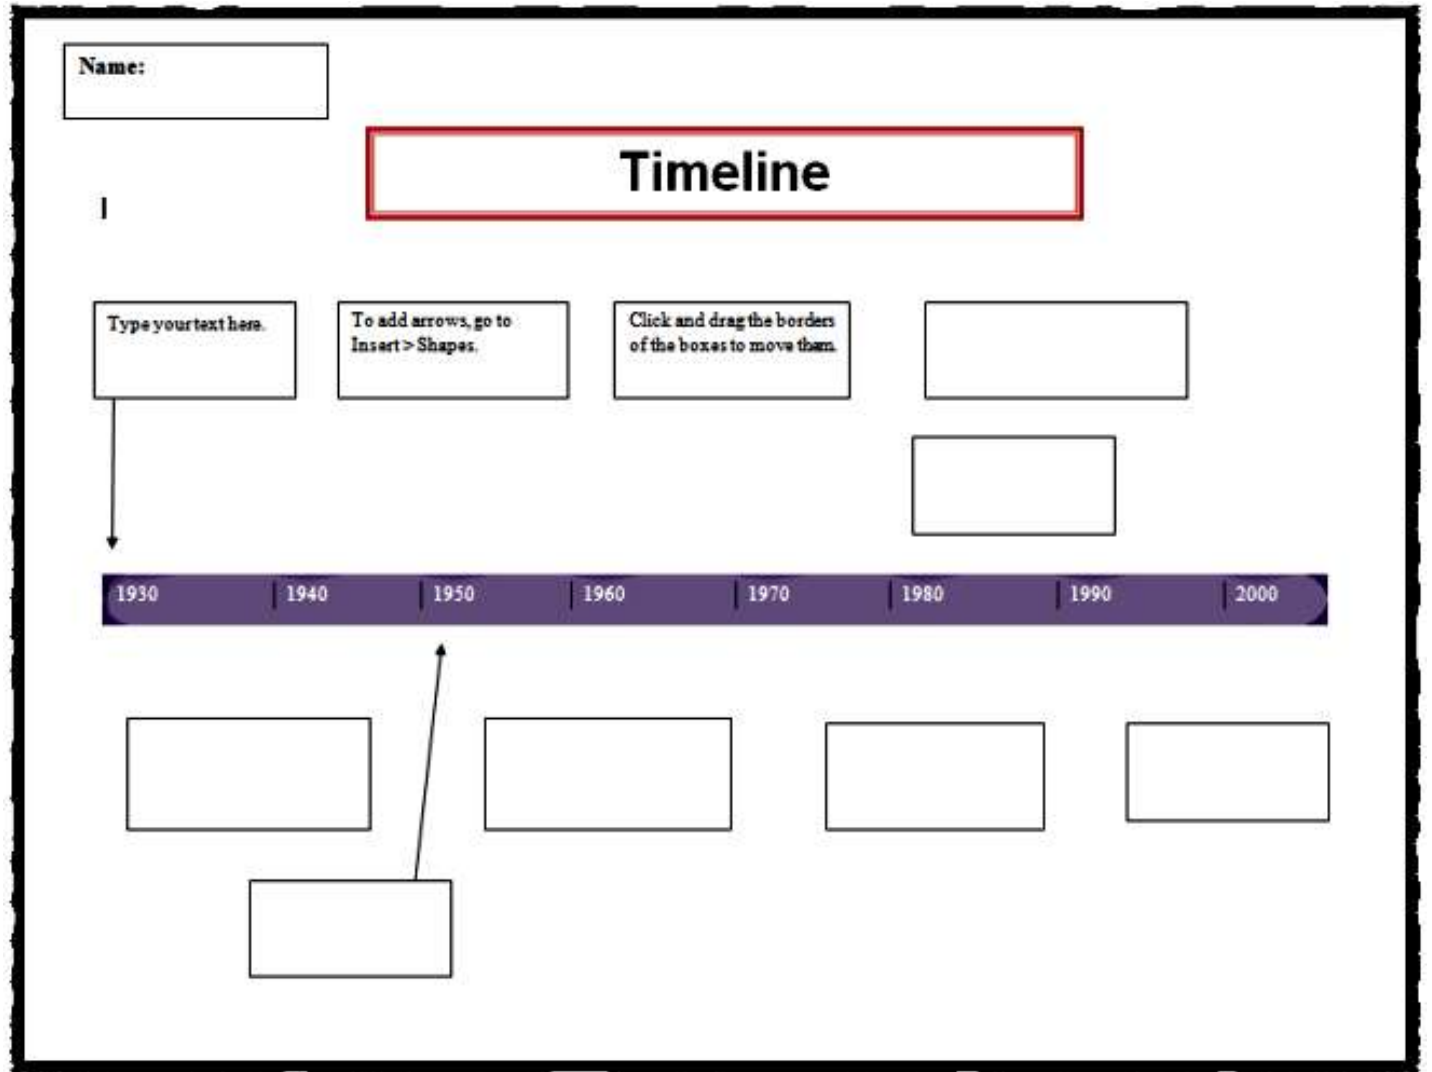 Name:
Timeline
Type your text here.
To add arrows, go to
Insert > Shapes.
Click and drag the borders
of the boxes to move them.
1930 1940 1950 1960 1970 1980 1990 2000